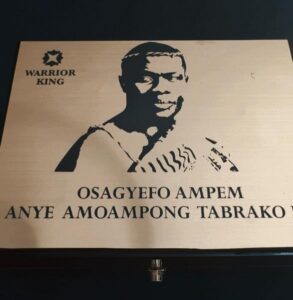 WARRIOR
KING
OSAGYEFO AMPEM
ANYE AMOAMPONG TABRAKO